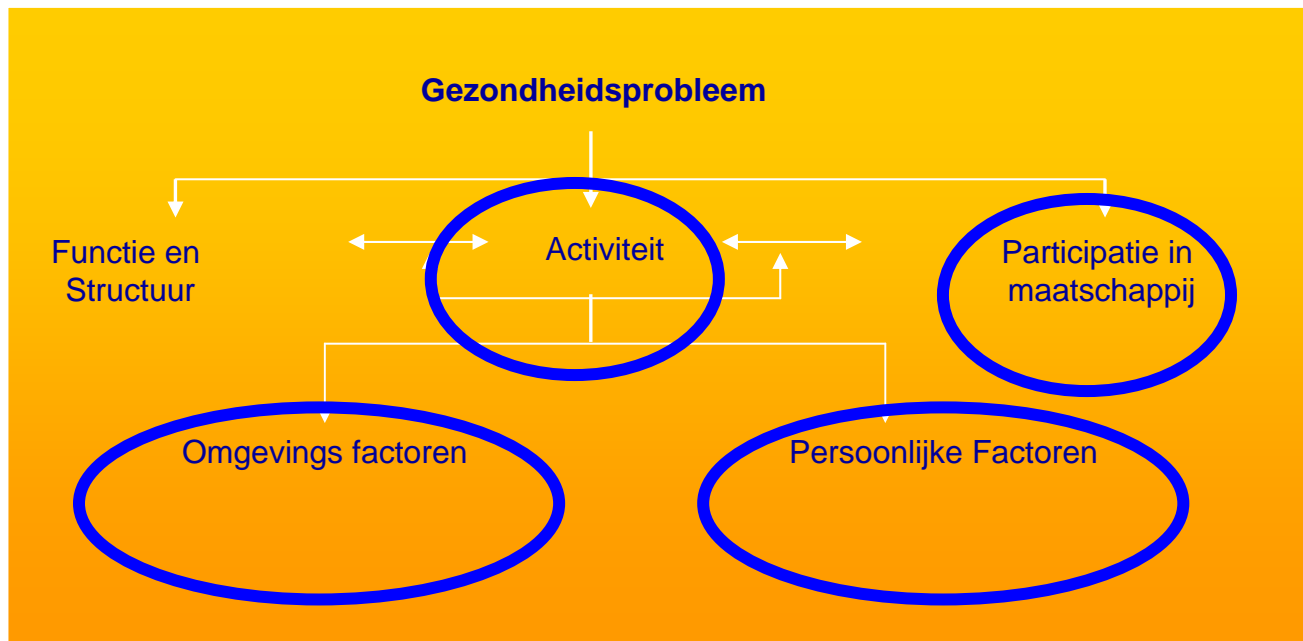 Gezondheidsprobleem
Functie en
Structuur
Activiteit
Participatie in
maatschappij
Omgevings factoren
Persoonlijke Factoren